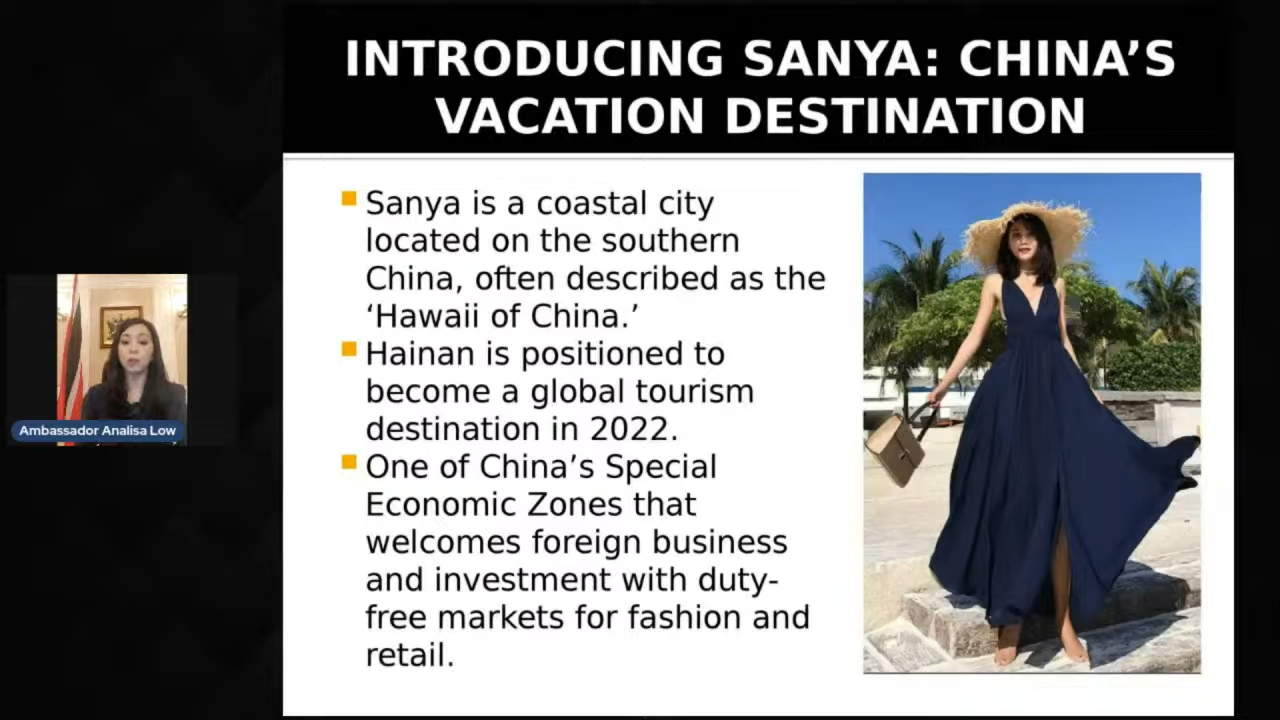 INTRODUCING SANYA: CHINA’S
VACATION DESTINATION
Sanya is a coastal city
located on the southern
China, often described as the
‘Hawaii of China.’
Hainan is positioned to
become a global tourism
destination in 2022.
One of China’s Special
Economic Zones that
welcomes foreign business
and investment with duty-
free markets for fashion and
retail.
Ambassador Analisa Low